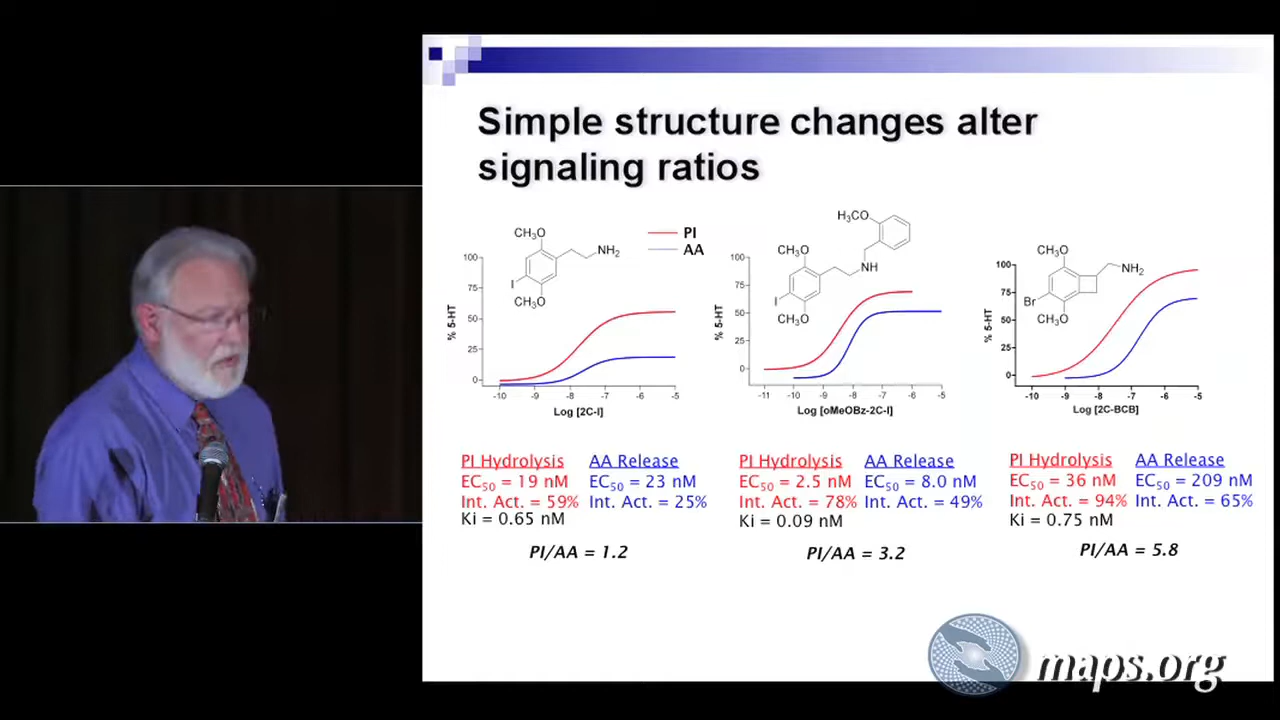 Simple structure changes alter
signaling ratios
PI
AA
CH₃O
NH₂
I
CH₃O
100
75
50
25
0
% 5-HT
-10 -9 -8 -7 -6 -5
Log [2C-I]
H₃CO
CH₃O
NH
I
CH₃O
100
75
50
25
0
% 5-HT
-11 -10 -9 -8 -7 -6 -5
Log [oMeOBz-2C-I]
CH₃O
NH₂
Br
CH₃O
100
75
50
25
0
% 5-HT
-10 -9 -8 -7 -6 -5
Log [2C-BCB]
PI Hydrolysis AA Release
EC₅₀ = 19 nM EC₅₀ = 23 nM
Int. Act. = 59% Int. Act. = 25%
Ki = 0.65 nM
PI/AA = 1.2
PI Hydrolysis AA Release
EC₅₀ = 2.5 nM EC₅₀ = 8.0 nM
Int. Act. = 78% Int. Act. = 49%
Ki = 0.09 nM
PI/AA = 3.2
PI Hydrolysis AA Release
EC₅₀ = 36 nM EC₅₀ = 209 nM
Int. Act. = 94% Int. Act. = 65%
Ki = 0.75 nM
PI/AA = 5.8
maps.org